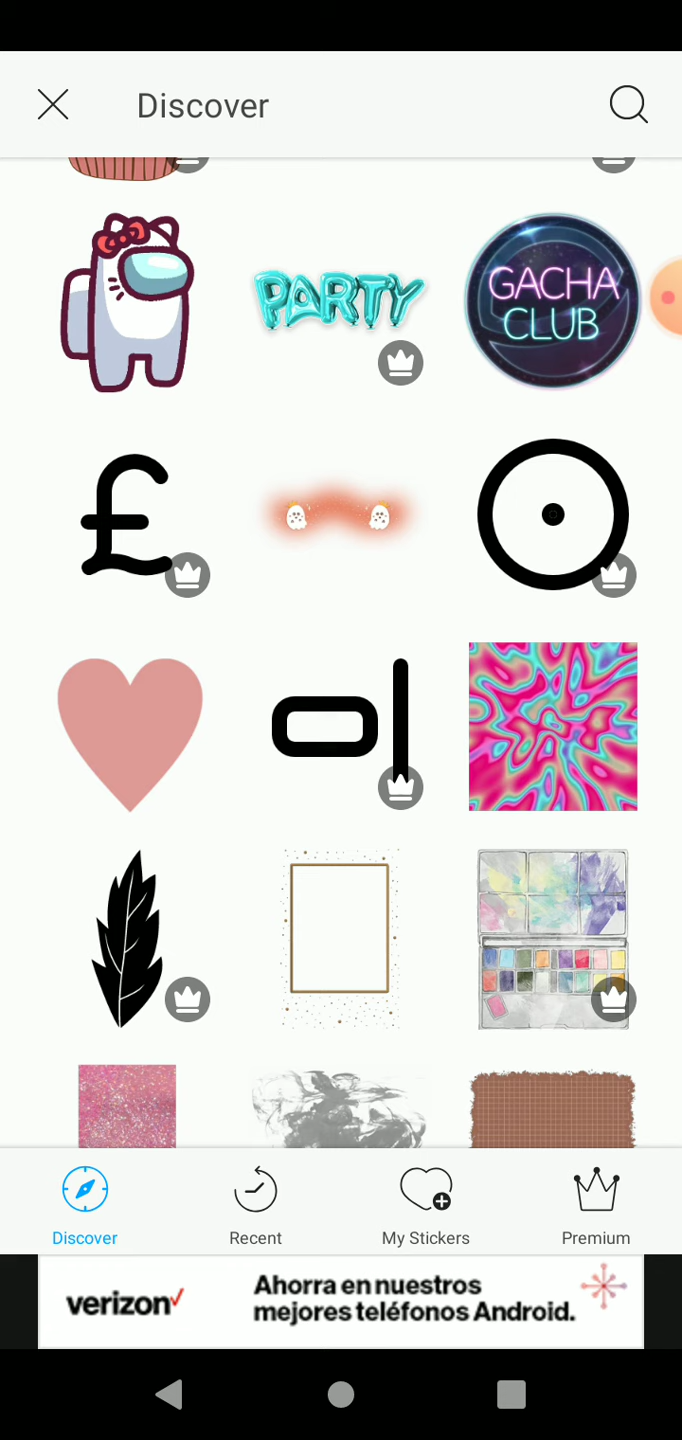 Discover
PARTY
GACHA
CLUB
£
Discover
Recent
My Stickers
Premium
verizon✓
Ahorra en nuestros
mejores teléfonos Android.